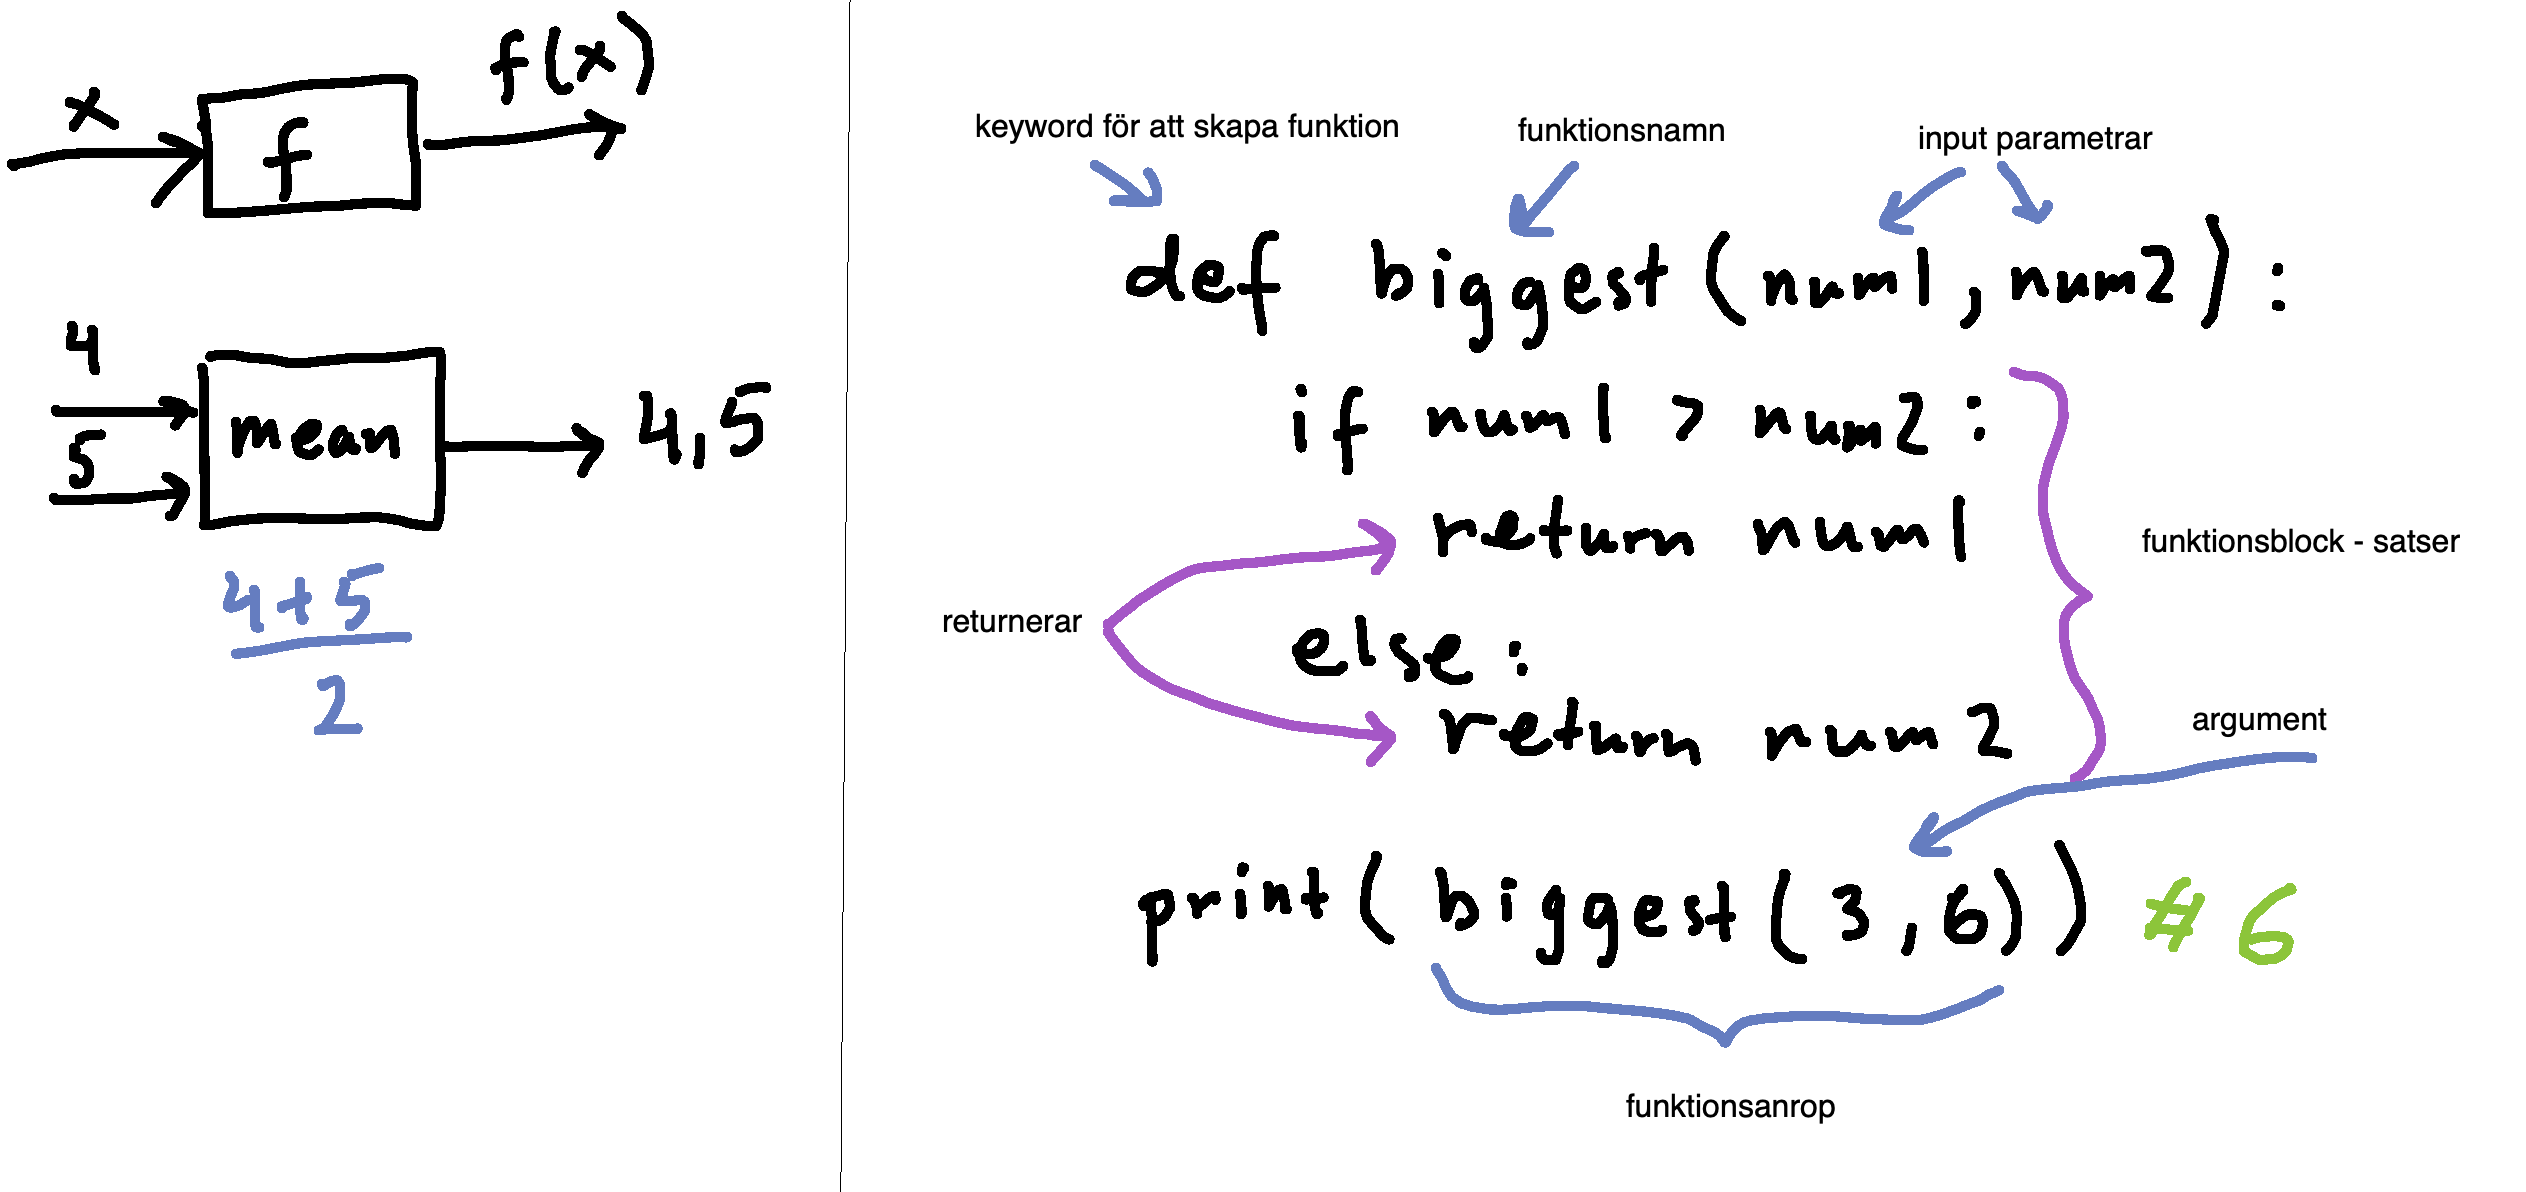 x
f
f(x)
4
5
mean
4,5
4+5
2
keyword för att skapa funktion
funktionsnamn
input parametrar
def biggest(num1, num2):
if num1 > num2:
return num1
funktionsblock - satser
returnerar
else:
return num2
argument
print(biggest(3,6)) # 6
funktionsanrop